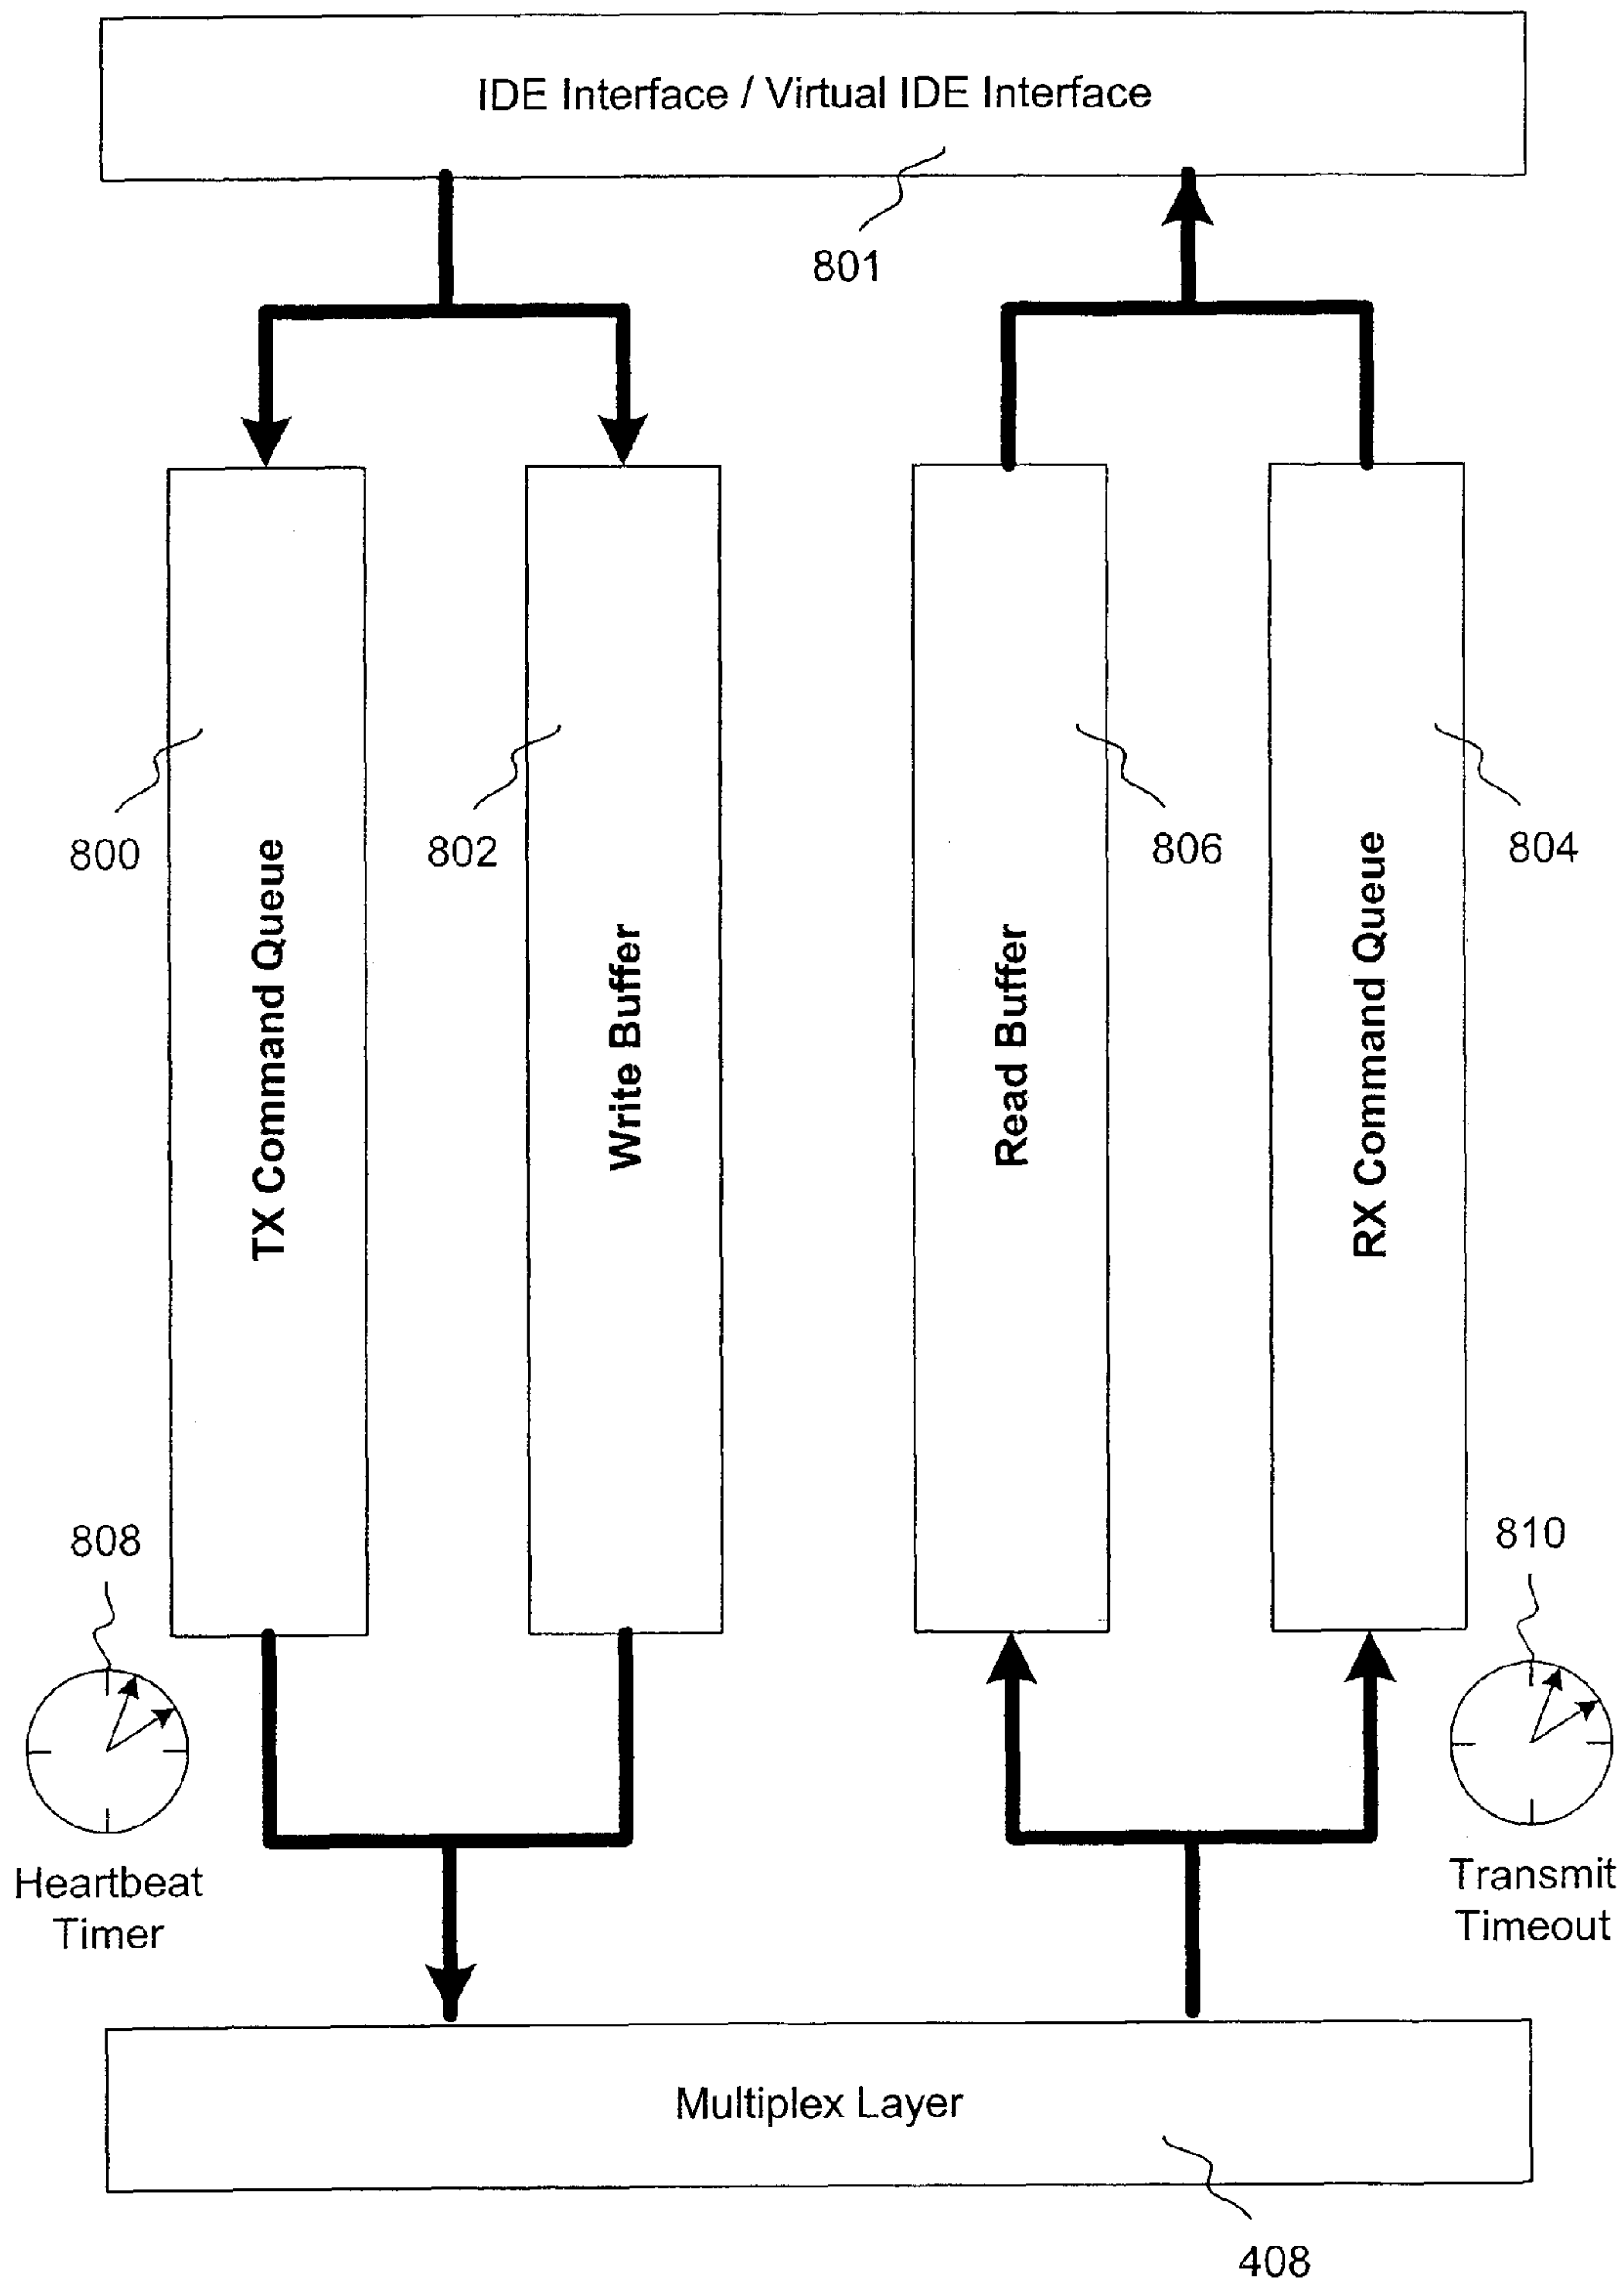 IDE Interface / Virtual IDE Interface
801
800
802
806
804
TX Command Queue
Write Buffer
Read Buffer
RX Command Queue
808
810
Heartbeat
Timer
Transmit
Timeout
Multiplex Layer
408